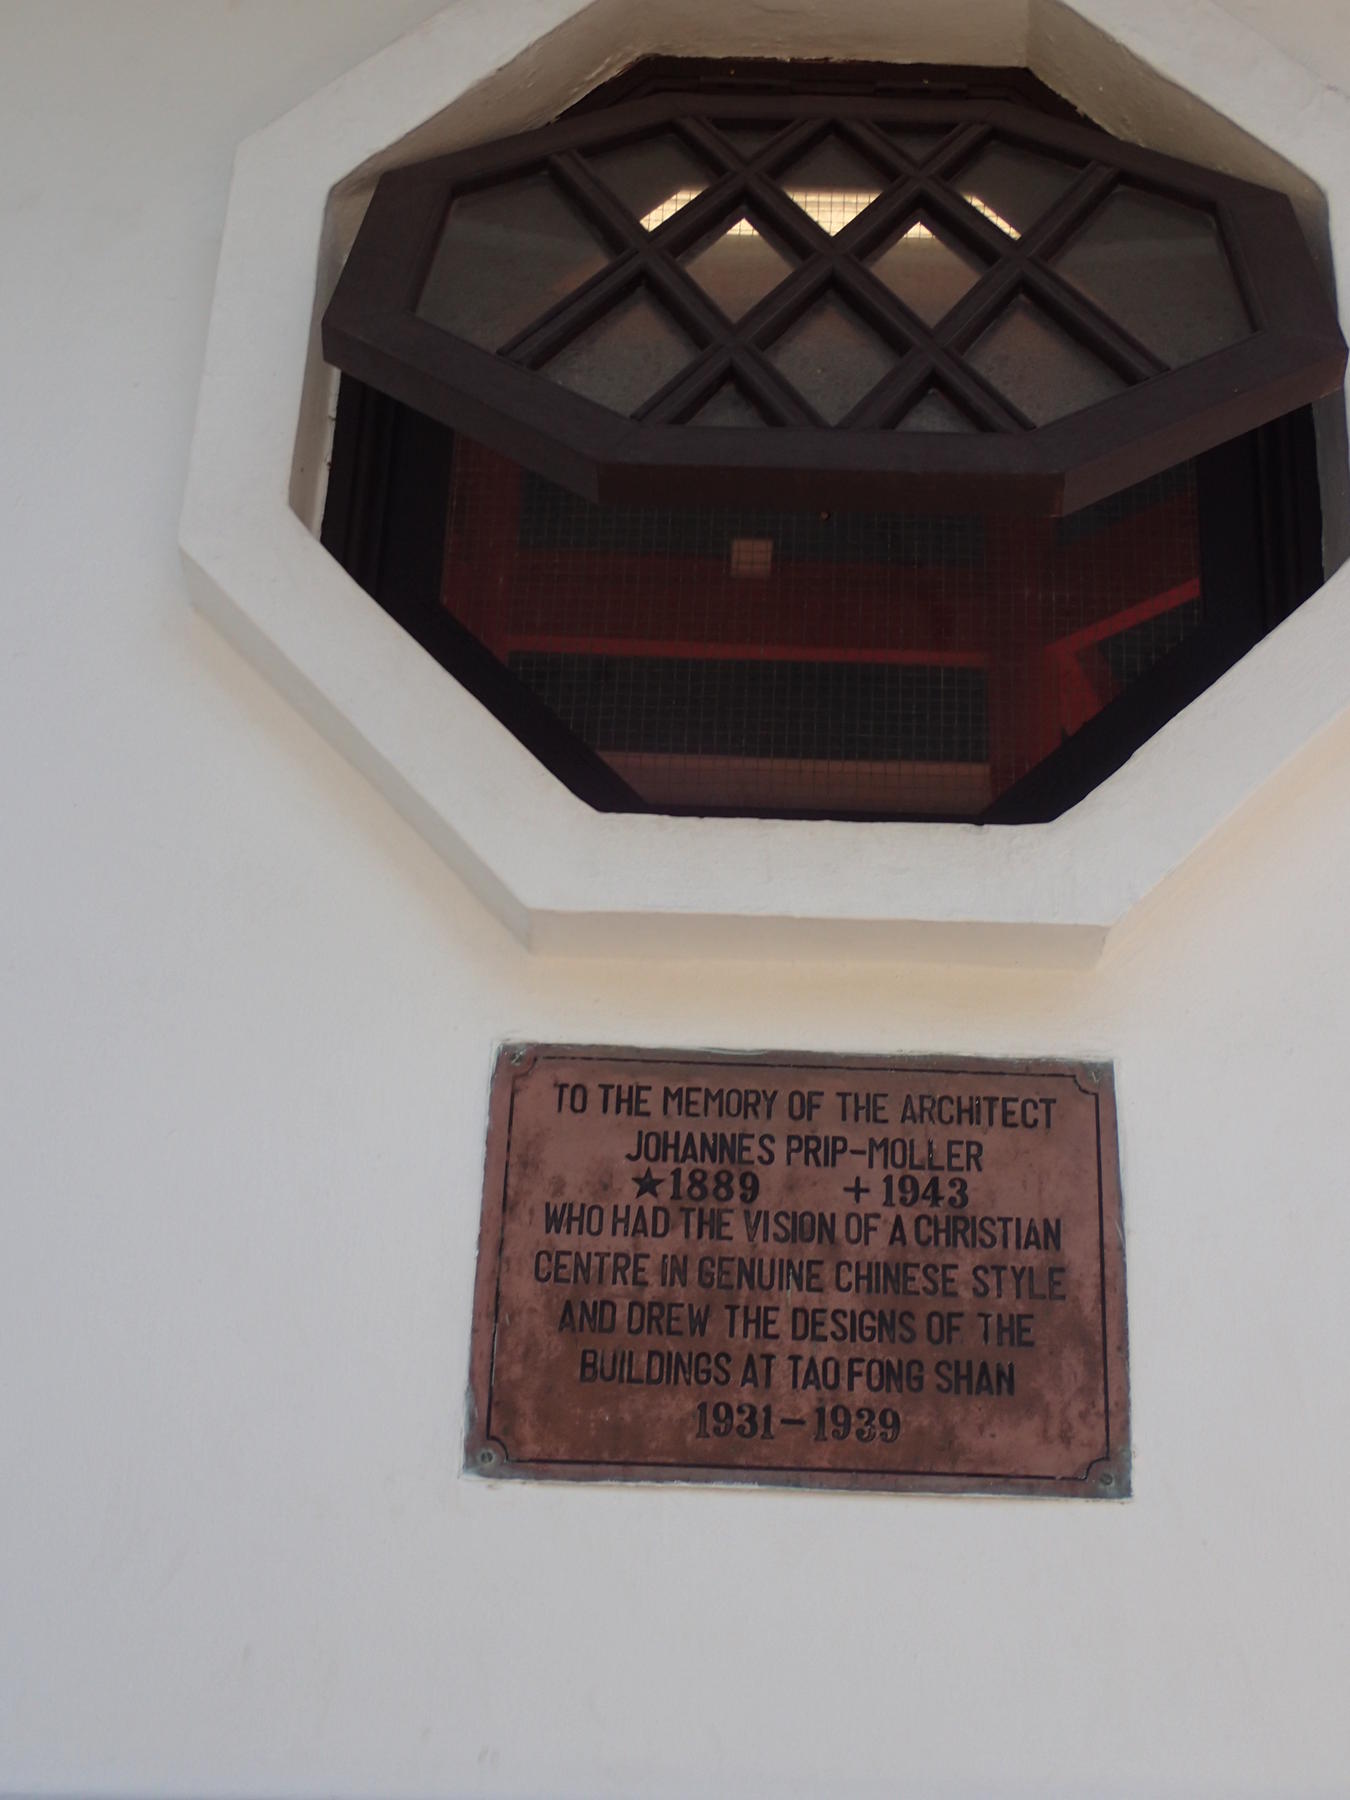 TO THE MEMORY OF THE ARCHITECT
JOHANNES PRIP-MOLLER
★1889 +1943
WHO HAD THE VISION OF A CHRISTIAN
CENTRE IN GENUINE CHINESE STYLE
AND DREW THE DESIGNS OF THE
BUILDINGS AT TAO FONG SHAN
1931-1939